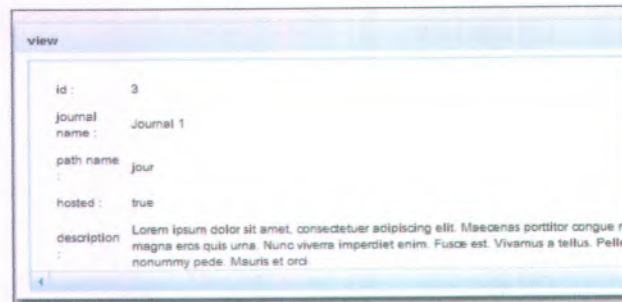 view
id : 3
journal name : Journal 1
path name : jour
hosted : true
description : Lorem ipsum dolor sit amet, consectetuer adipiscing elit. Maecenas porttitor congue
magna eros quis urna. Nunc viverra imperdiet enim. Fusce est. Vivamus a tellus.
nonummy pede. Mauris et orci